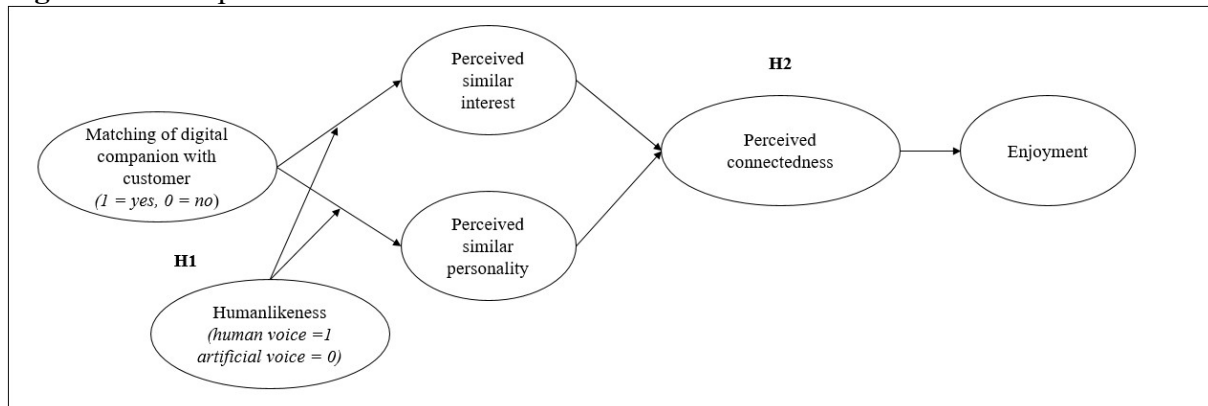 Perceived
similar
interest
H2
Matching of digital
companion with
customer
(1 = yes, 0 = no)
Perceived
connectedness
Enjoyment
Perceived
similar
personality
H1
Humanlikeness
(human voice =1
artificial voice = 0)